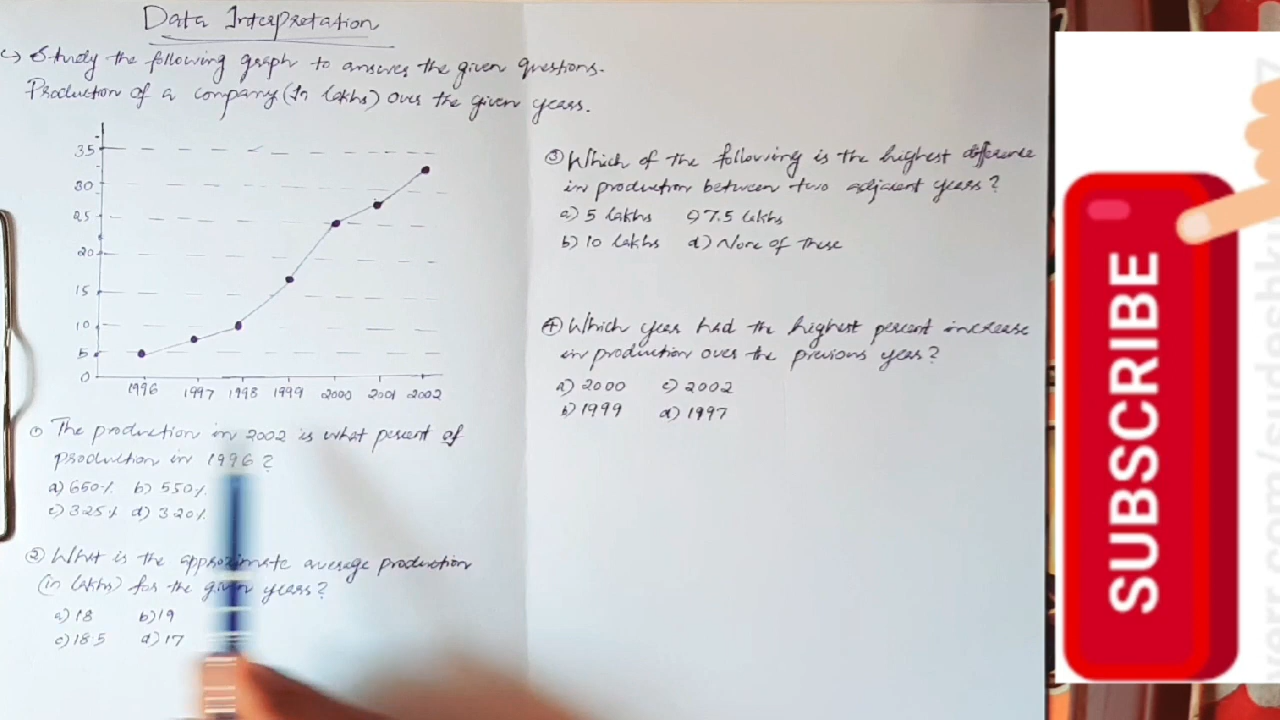 Data Interpretation
Study the following graph to answer the given questions.
Production of a company (In lakhs) over the given years.
35
30
25
20
15
10
5
0
1996 1997 1998 1999 2000 2001 2002
① The production in 2002 is what percent of
production in 1996?
a) 650% b) 550%
c) 325% d) 320%
② What is the approximate average production
(in lakhs) for the given years?
a) 18 b) 19
c) 18.5 d) 17
③ Which of the following is the highest difference
in production between two adjacent years?
a) 5 lakhs c) 7.5 lakhs
b) 10 lakhs d) None of these
④ Which year had the highest percent increase
in production over the previous year?
a) 2000 c) 2002
b) 1999 d) 1997
SUBSCRIBE